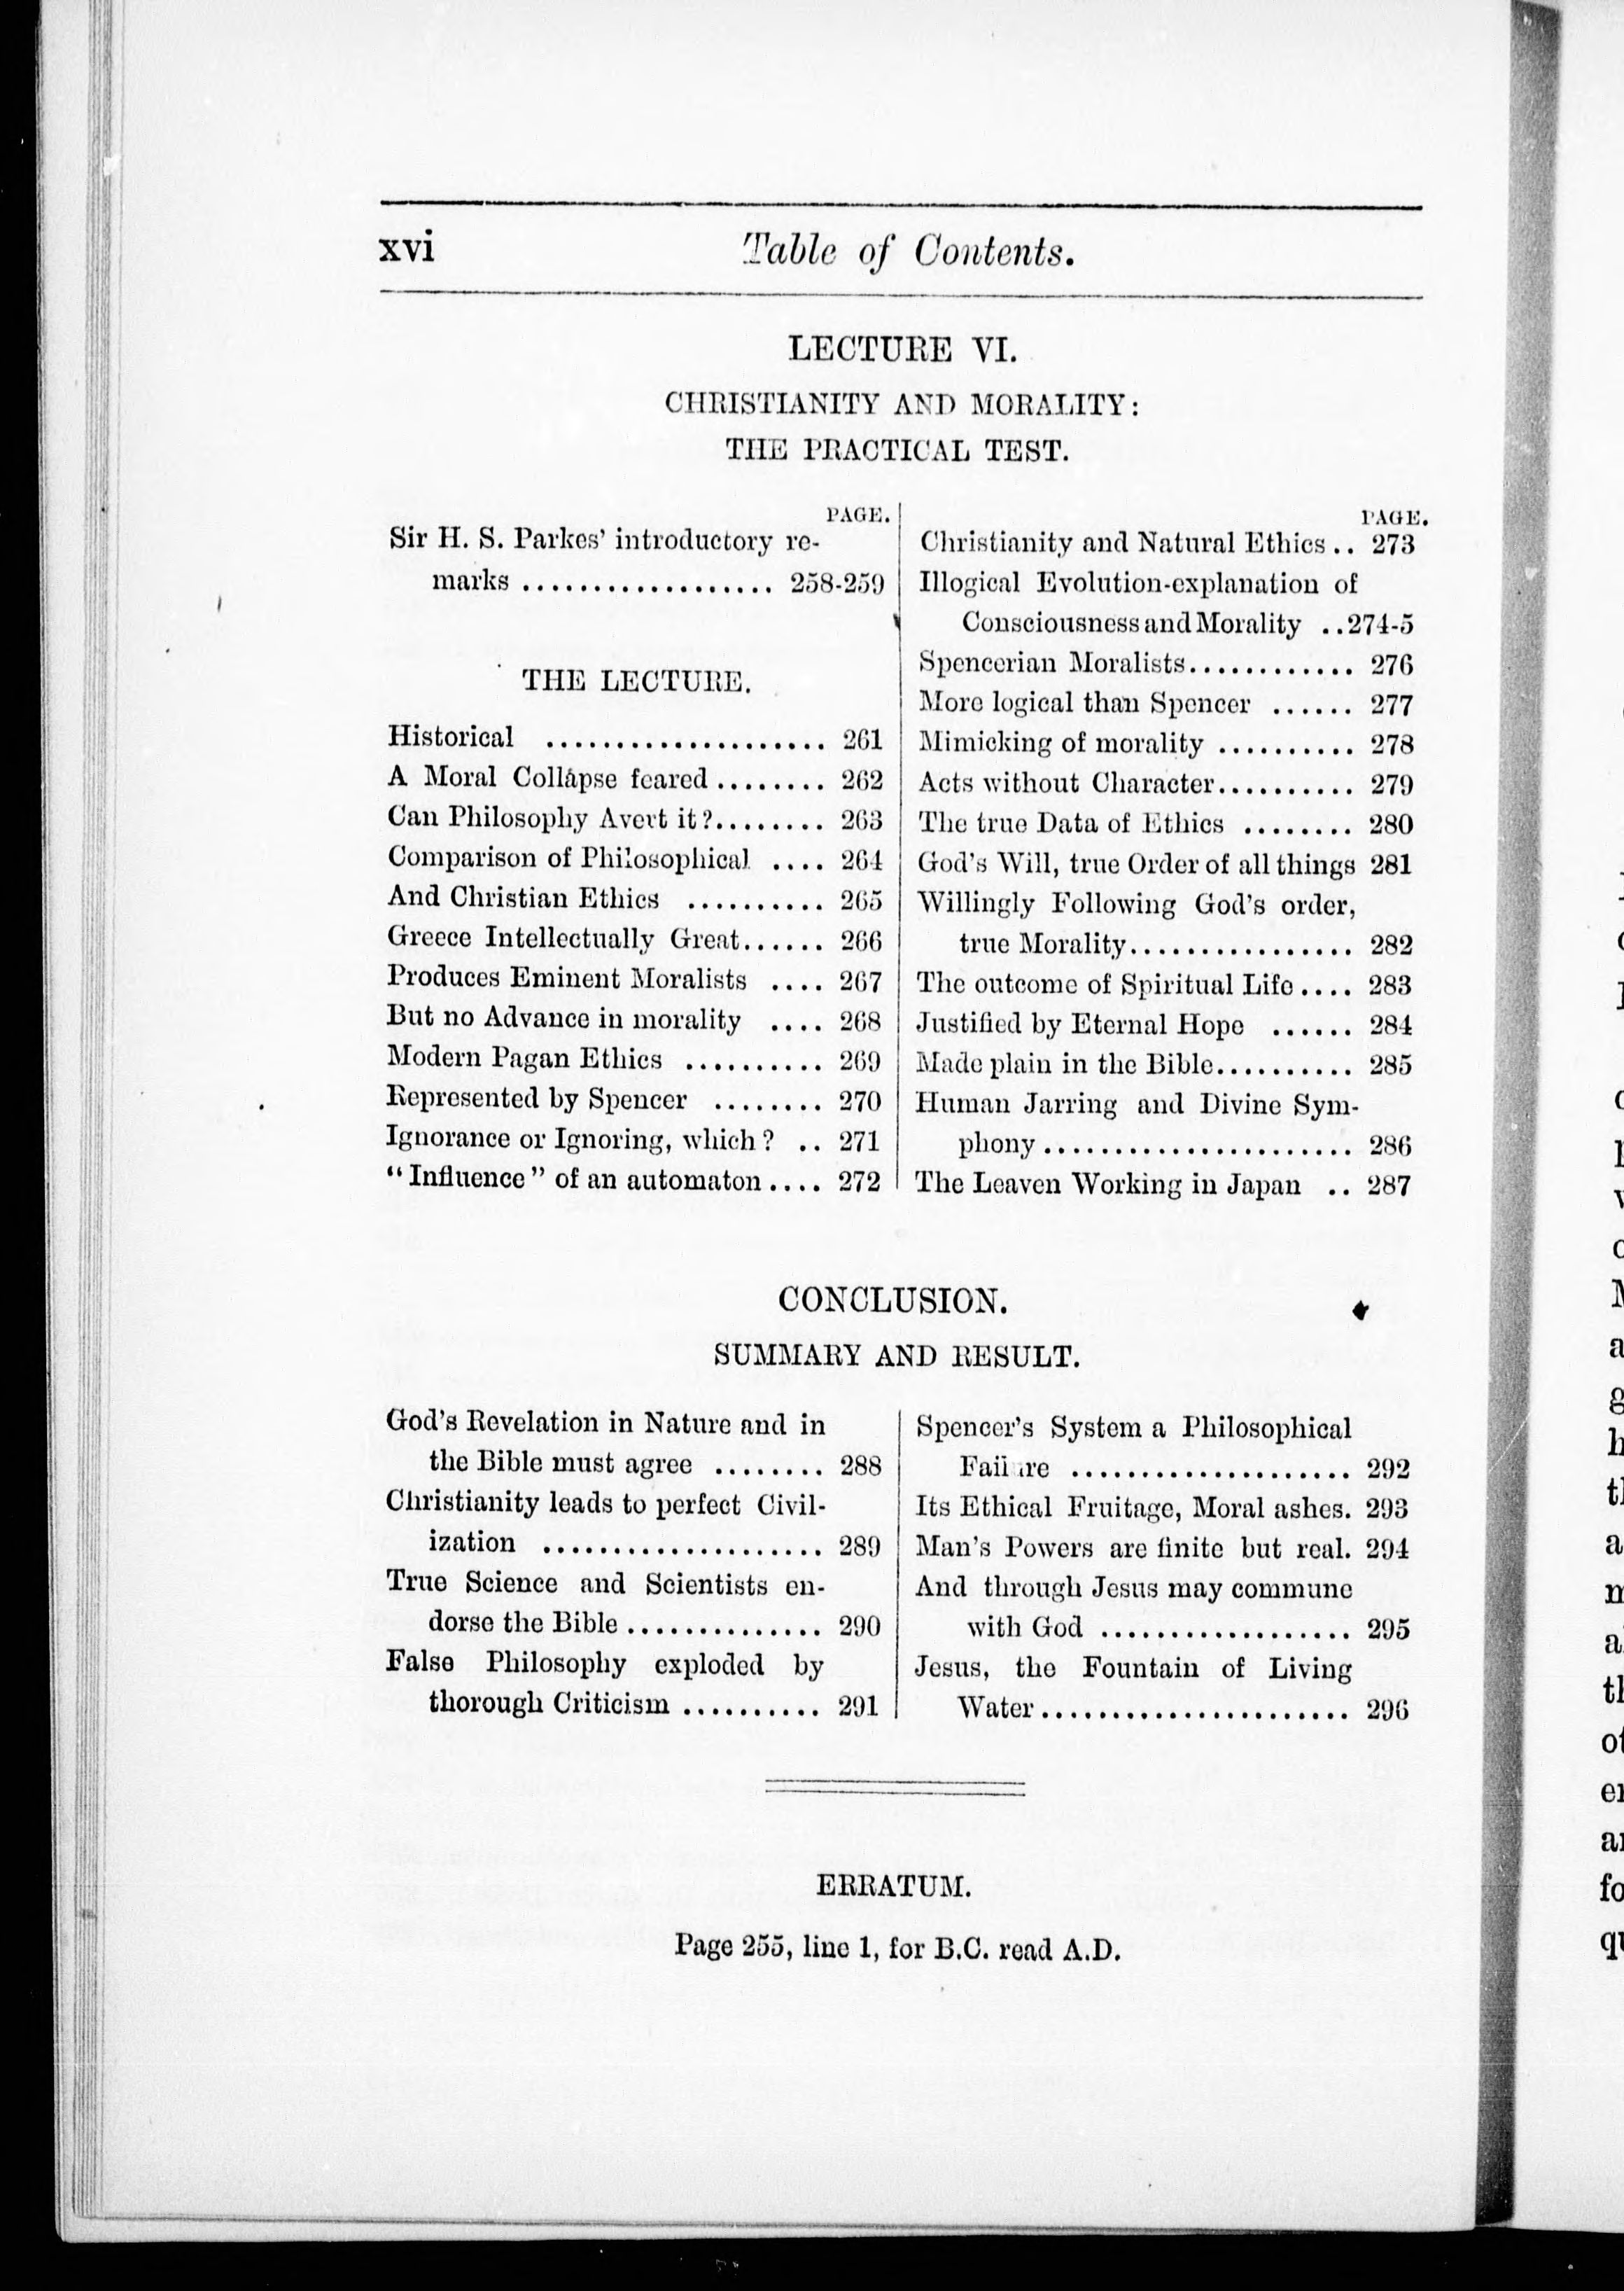 xvi Table of Contents.
LECTURE VI.
CHRISTIANITY AND MORALITY:
THE PRACTICAL TEST.
PAGE.
Sir H. S. Parkes' introductory re-
marks .................. 258-259
THE LECTURE.
Historical .................... 261
A Moral Collapse feared ........ 262
Can Philosophy Avert it?........ 263
Comparison of Philosophical .... 264
And Christian Ethics .......... 265
Greece Intellectually Great...... 266
Produces Eminent Moralists .... 267
But no Advance in morality .... 268
Modern Pagan Ethics .......... 269
Represented by Spencer ........ 270
Ignorance or Ignoring, which? .. 271
"Influence" of an automaton .... 272
PAGE.
Christianity and Natural Ethics .. 273
Illogical Evolution-explanation of
Consciousness and Morality ..274-5
Spencerian Moralists............ 276
More logical than Spencer ...... 277
Mimicking of morality .......... 278
Acts without Character.......... 279
The true Data of Ethics ........ 280
God's Will, true Order of all things 281
Willingly Following God's order,
true Morality................ 282
The outcome of Spiritual Life .... 283
Justified by Eternal Hope ...... 284
Made plain in the Bible.......... 285
Human Jarring and Divine Sym-
phony ...................... 286
The Leaven Working in Japan .. 287
CONCLUSION.
SUMMARY AND RESULT.
God's Revelation in Nature and in
the Bible must agree ........ 288
Christianity leads to perfect Civil-
ization .................... 289
True Science and Scientists en-
dorse the Bible .............. 290
False Philosophy exploded by
thorough Criticism .......... 291
Spencer's System a Philosophical
Failure .................... 292
Its Ethical Fruitage, Moral ashes. 293
Man's Powers are finite but real. 294
And through Jesus may commune
with God .................. 295
Jesus, the Fountain of Living
Water...................... 296
ERRATUM.
Page 255, line 1, for B.C. read A.D.